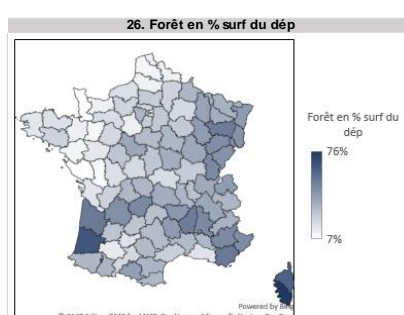 26. Forêt en % surf du dép
Forêt en % surf du
dép
76%
7%
Powered by Bing